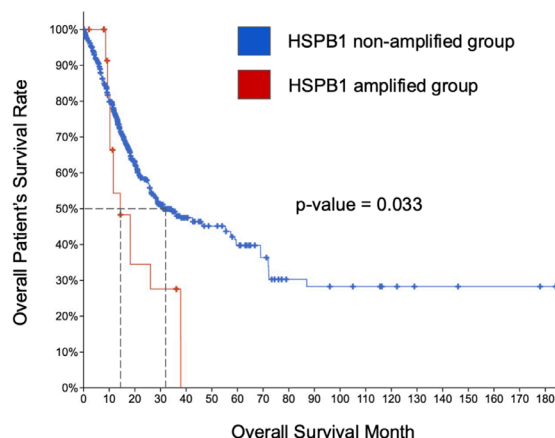 HSPB1 non-amplified group
HSPB1 amplified group
p-value = 0.033
Overall Patient's Survival Rate
100%
90%
80%
70%
60%
50%
40%
30%
20%
10%
0%
0 10 20 30 40 50 60 70 80 90 100 110 120 130 140 150 160 170 180
Overall Survival Month